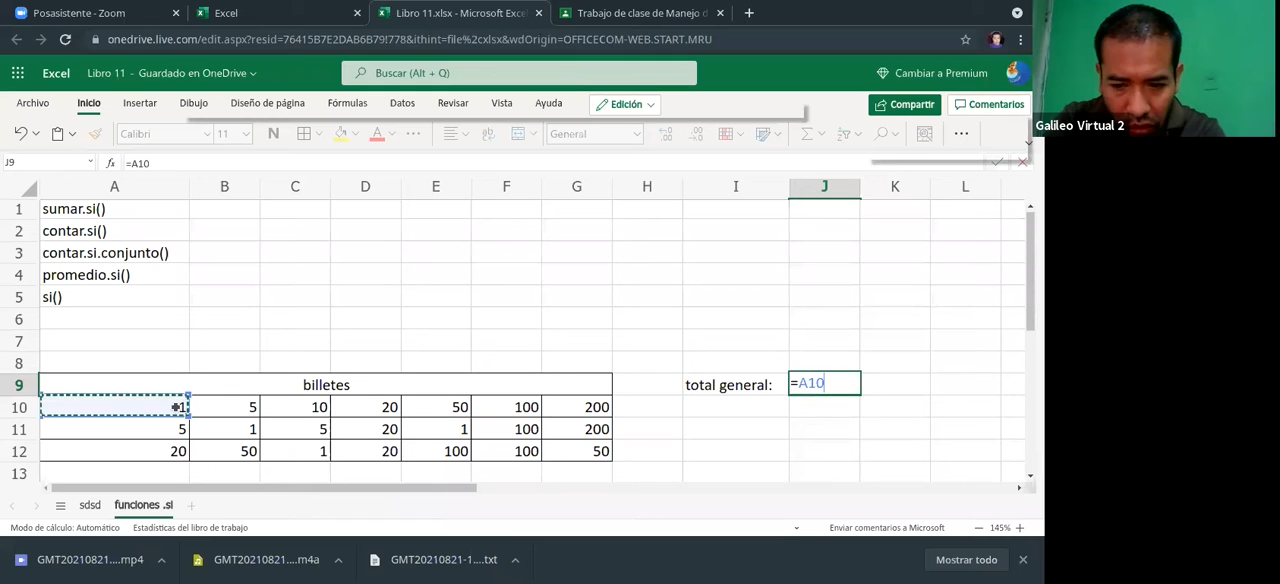 Posasistente - Zoom
Excel
Libro 11.xlsx - Microsoft Exce
Trabajo de clase de Manejo d
onedrive.live.com/edit.aspx?resid=76415B7E2DAB6B79!778&ithint=file%2cxlsx&wdOrigin=OFFICECOM-WEB.START.MRU
Excel
Libro 11 - Guardado en OneDrive
Buscar (Alt + Q)
Cambiar a Premium
Archivo Inicio Insertar Dibujo Diseño de página Fórmulas Datos Revisar Vista Ayuda Edición Compartir Comentarios
Galileo Virtual 2
Calibri 11 N A General
J9 fx =A10
A B C D E F G H I J K L
1 sumar.si()
2 contar.si()
3 contar.si.conjunto()
4 promedio.si()
5 si()
6
7
8
9 billetes total general: =A10
10 1 5 10 20 50 100 200
11 5 1 5 20 1 100 200
12 20 50 1 20 100 100 50
13
sdsd funciones .si
Modo de cálculo: Automático Estadísticas del libro de trabajo Enviar comentarios a Microsoft 145%
GMT20210821....mp4 GMT20210821....m4a GMT20210821-1....txt Mostrar todo